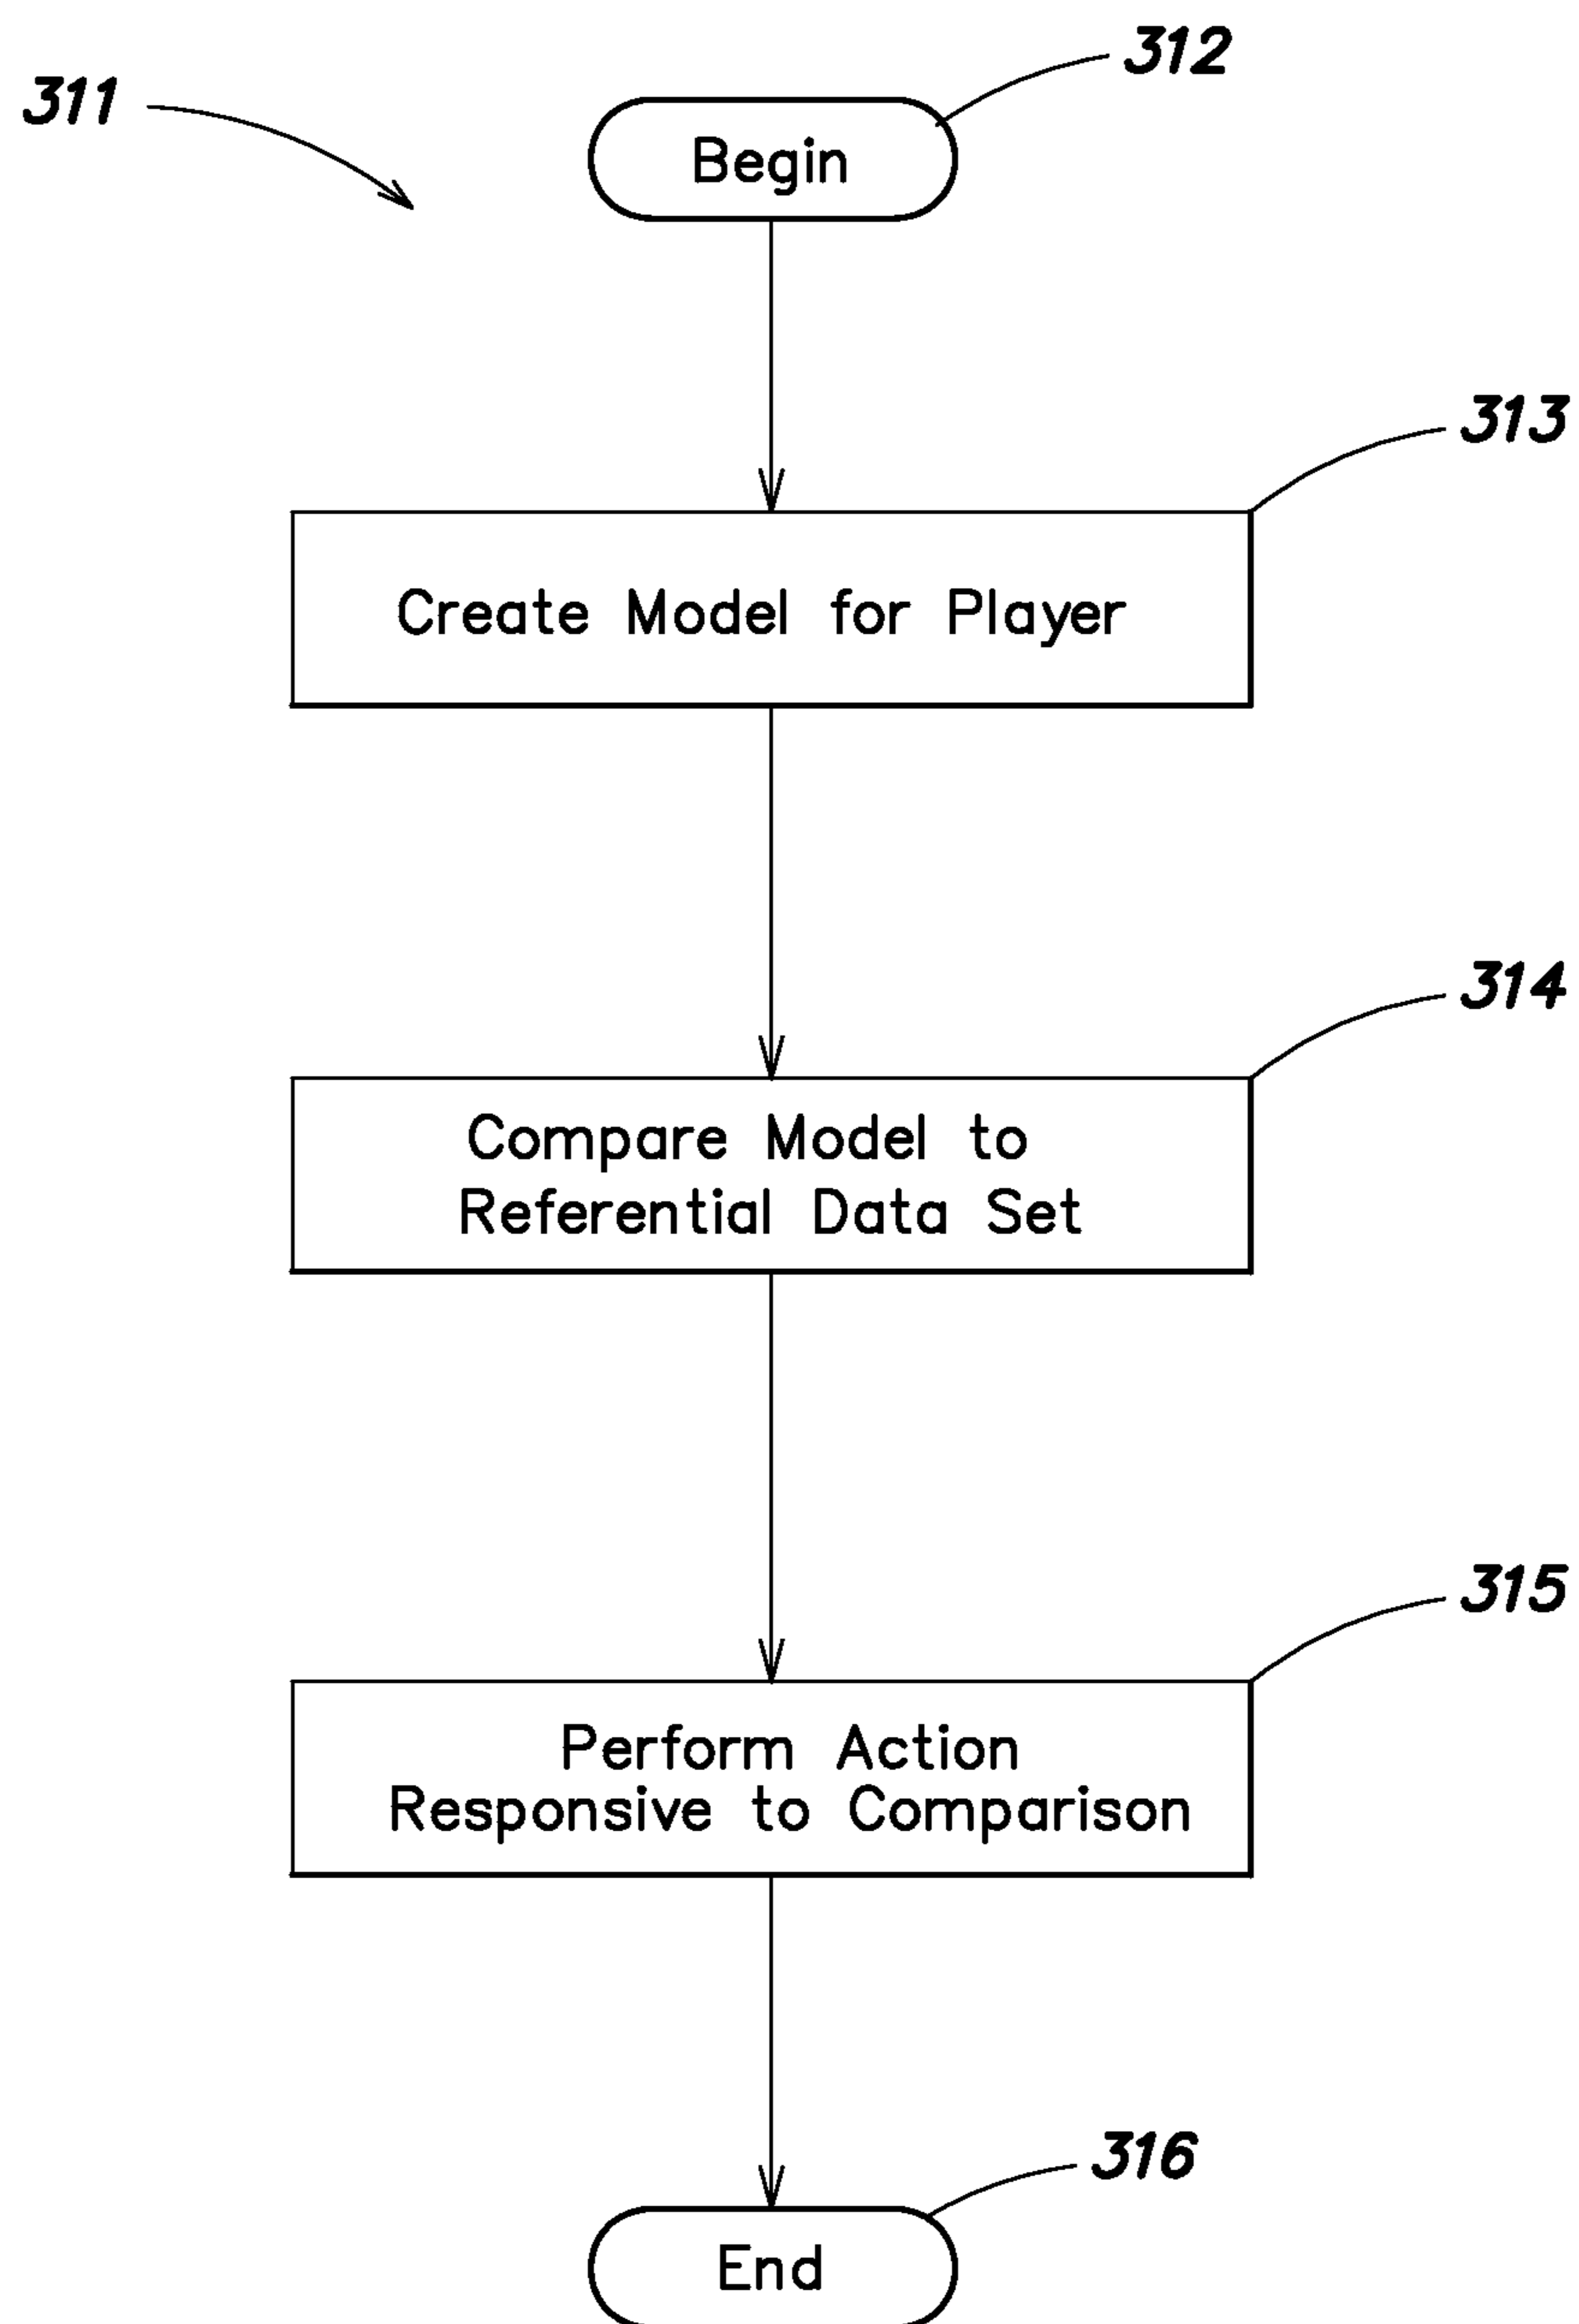 312
311
Begin
313
Create Model for Player
314
Compare Model to
Referential Data Set
315
Perform Action
Responsive to Comparison
316
End